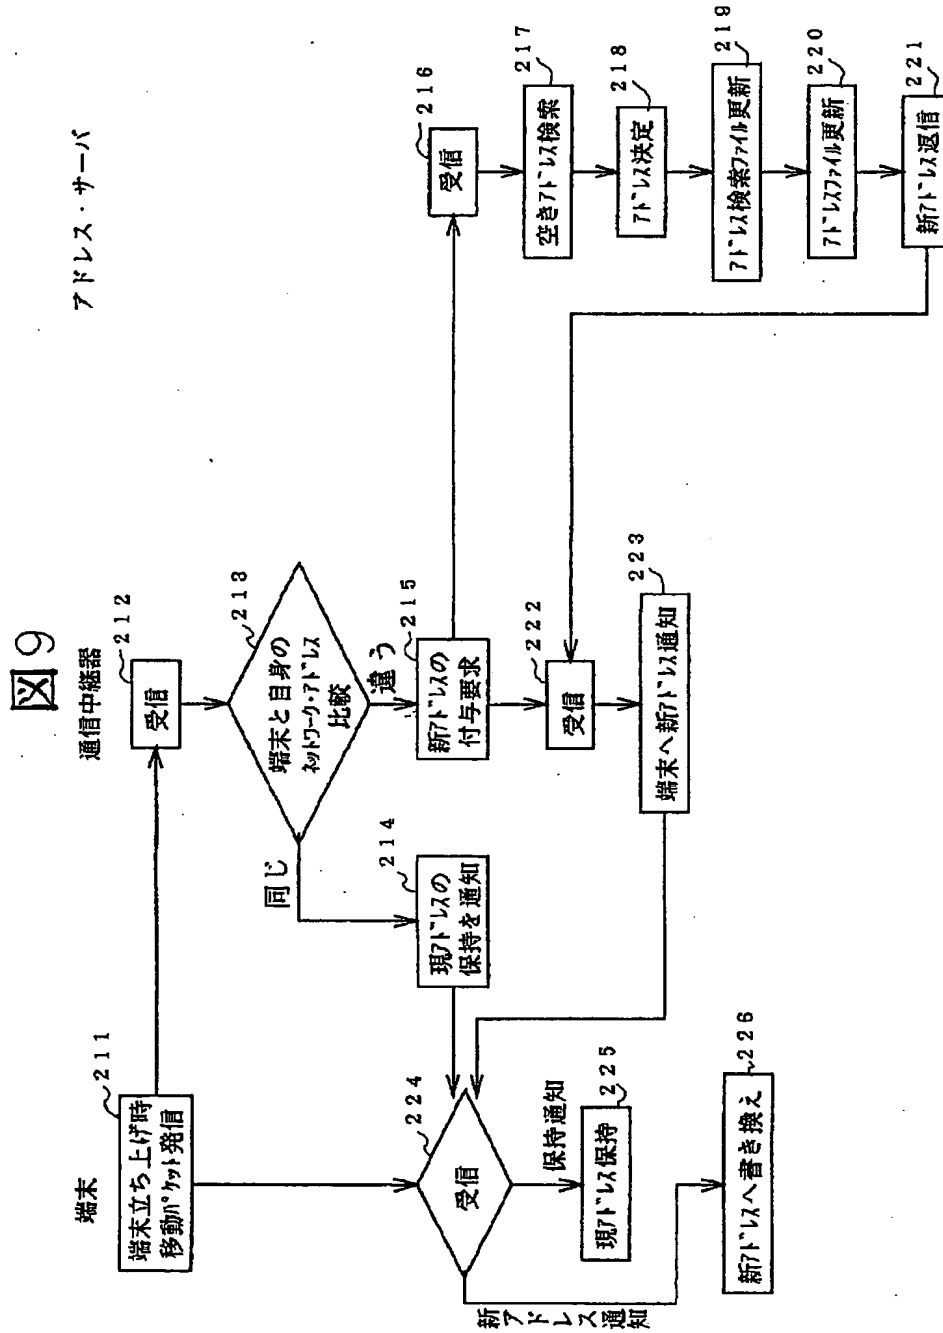 図9
端末
通信中継器
アドレス・サーバ
211
端末立ち上げ時
移動パケット発信
212
受信
213
端末と自身の
ネットワーク・アドレス
比較
同じ
違う
214
現アドレスの
保持を通知
215
新アドレスの
付与要求
216
受信
217
空きアドレス検索
218
アドレス決定
219
アドレス検索ファイル更新
220
アドレスファイル更新
221
新アドレス返信
222
受信
223
端末へ新アドレス通知
224
受信
保持通知
225
現アドレス保持
新アドレス通知
226
新アドレスへ書き換え